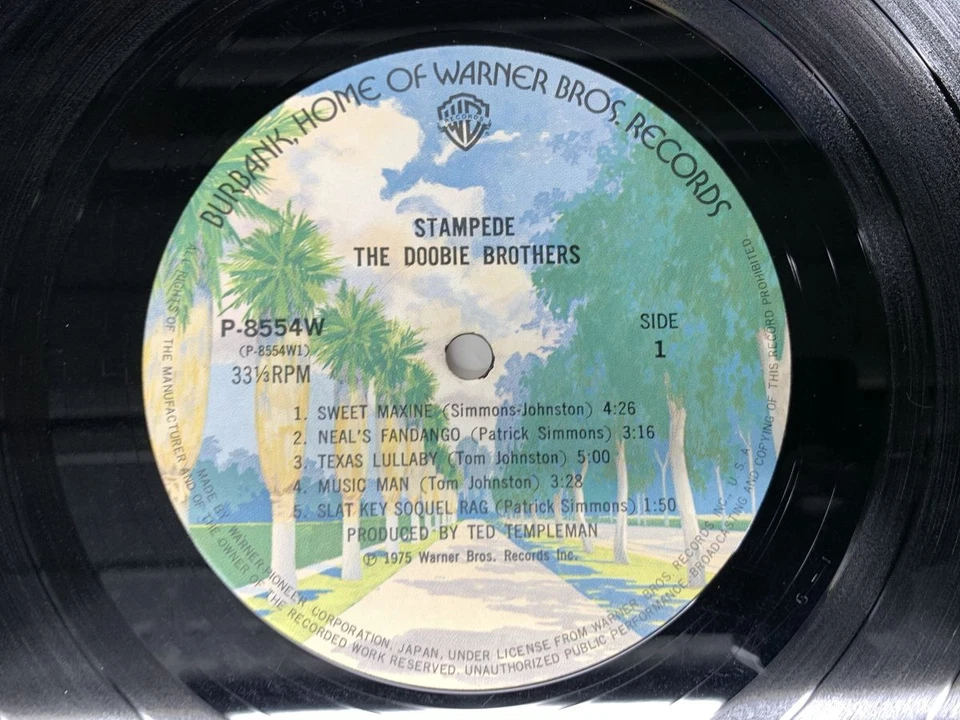 BURBANK, HOME OF WARNER BROS. RECORDS
RECORDS
STAMPEDE
THE DOOBIE BROTHERS
P-8554W
(P-8554W1)
33⅓RPM
SIDE
1
1. SWEET MAXINE (Simmons-Johnston) 4:26
2. NEAL'S FANDANGO (Patrick Simmons) 3:16
3. TEXAS LULLABY (Tom Johnston) 5:00
4. MUSIC MAN (Tom Johnston) 3:28
5. SLAT KEY SOQUEL RAG (Patrick Simmons) 1:50
PRODUCED BY TED TEMPLEMAN
Ⓟ 1975 Warner Bros. Records Inc.
MADE BY WARNER-PIONEER CORPORATION, JAPAN, UNDER LICENSE FROM WARNER BROS. RECORDS INC., U.S.A.
ALL RIGHTS OF THE MANUFACTURER AND OF THE OWNER OF THE RECORDED WORK RESERVED. UNAUTHORIZED PUBLIC PERFORMANCE, BROADCASTING AND COPYING OF THIS RECORD PROHIBITED.